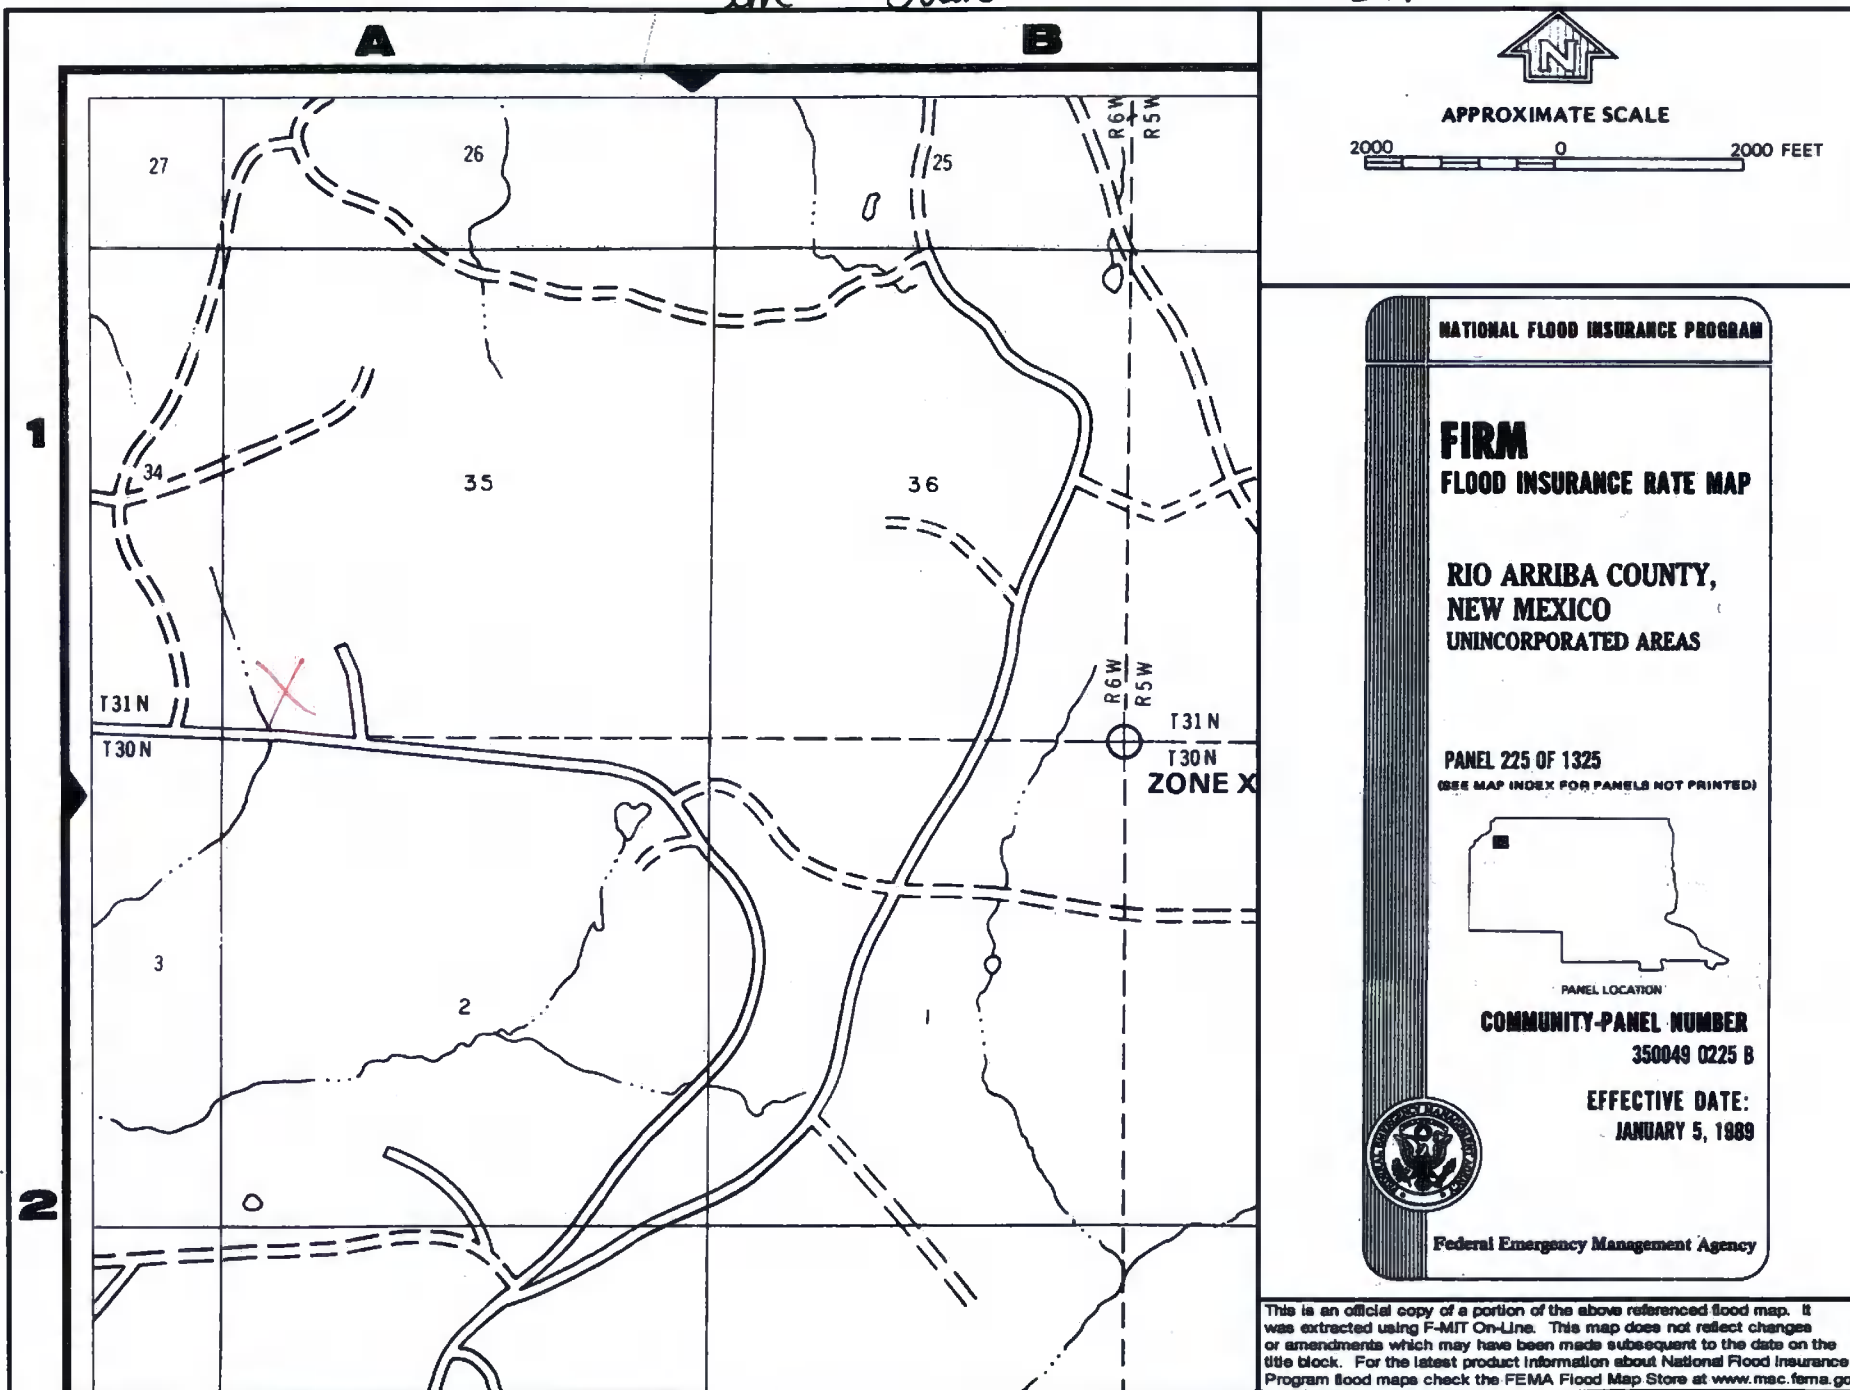 A B
N
APPROXIMATE SCALE
2000 0 2000 FEET
R6W R5W
27 26 25
1
34 35 36
R6W R5W
T31N
T30N
T31N
T30N
ZONE X
3 2 1
2
NATIONAL FLOOD INSURANCE PROGRAM
FIRM
FLOOD INSURANCE RATE MAP
RIO ARRIBA COUNTY,
NEW MEXICO
UNINCORPORATED AREAS
PANEL 225 OF 1325
(SEE MAP INDEX FOR PANELS NOT PRINTED)
PANEL LOCATION
COMMUNITY-PANEL NUMBER
350049 0225 B
EFFECTIVE DATE:
JANUARY 5, 1989
FEDERAL EMERGENCY MANAGEMENT AGENCY
Federal Emergency Management Agency
This is an official copy of a portion of the above referenced flood map. It
was extracted using F-MIT On-Line. This map does not reflect changes
or amendments which may have been made subsequent to the date on the
title block. For the latest product information about National Flood Insurance
Program flood maps check the FEMA Flood Map Store at www.msc.fema.go